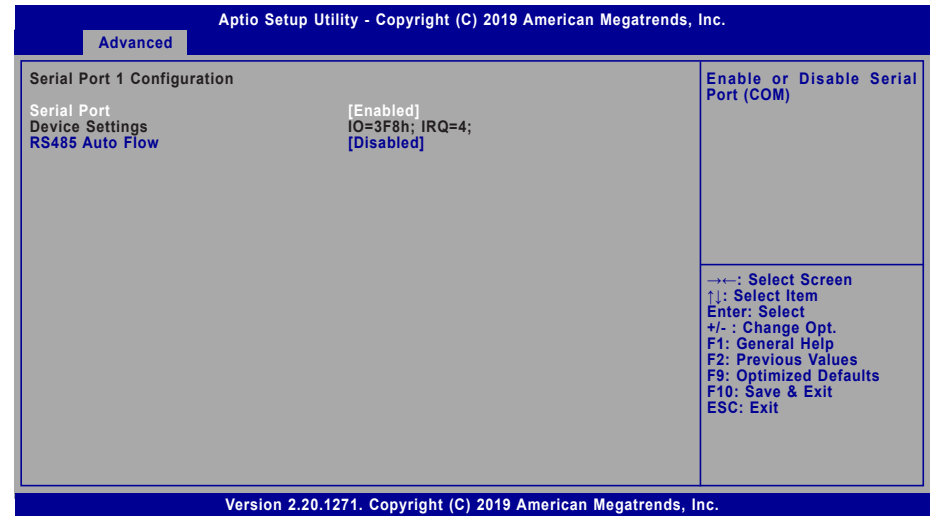 Aptio Setup Utility - Copyright (C) 2019 American Megatrends, Inc.
Advanced
Serial Port 1 Configuration
Serial Port [Enabled]
Device Settings IO=3F8h; IRQ=4;
RS485 Auto Flow [Disabled]
Enable or Disable Serial
Port (COM)
→←: Select Screen
↑↓: Select Item
Enter: Select
+/- : Change Opt.
F1: General Help
F2: Previous Values
F9: Optimized Defaults
F10: Save & Exit
ESC: Exit
Version 2.20.1271. Copyright (C) 2019 American Megatrends, Inc.